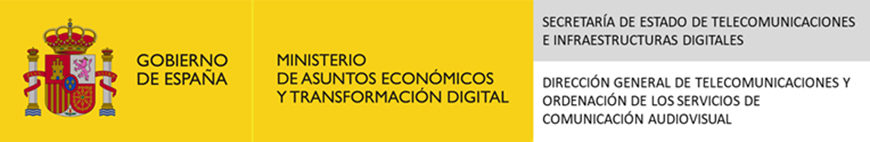 GOBIERNO
DE ESPAÑA
MINISTERIO
DE ASUNTOS ECONÓMICOS
Y TRANSFORMACIÓN DIGITAL
SECRETARÍA DE ESTADO DE TELECOMUNICACIONES
E INFRAESTRUCTURAS DIGITALES
DIRECCIÓN GENERAL DE TELECOMUNICACIONES Y
ORDENACIÓN DE LOS SERVICIOS DE
COMUNICACIÓN AUDIOVISUAL